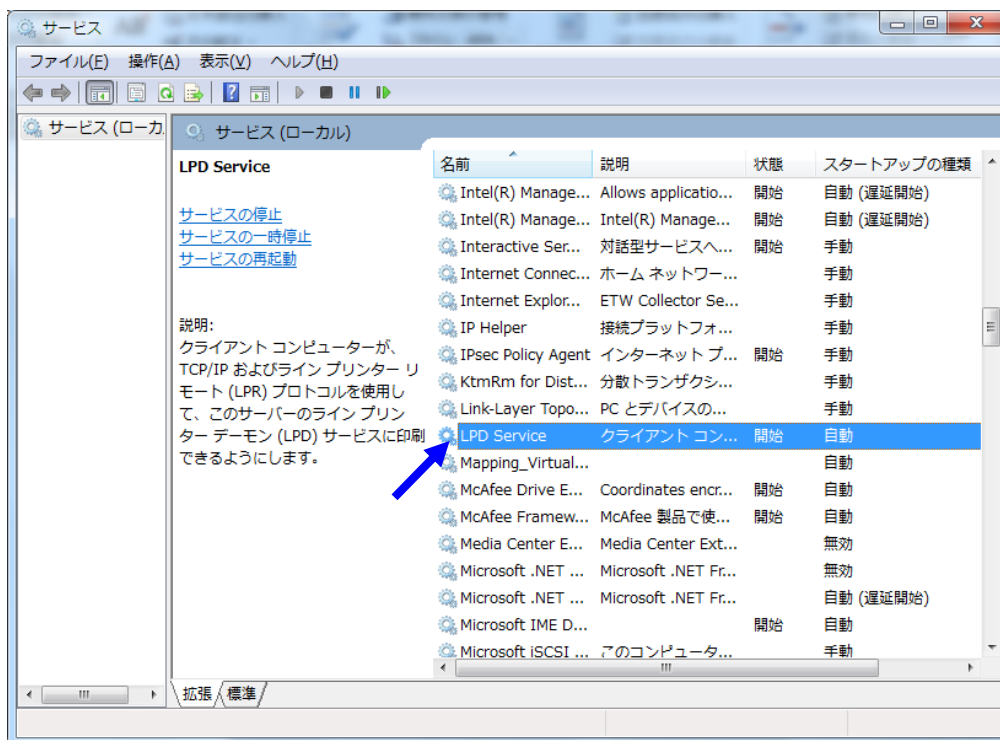 サービス
ファイル(F) 操作(A) 表示(V) ヘルプ(H)
サービス (ローカ
サービス (ローカル)
LPD Service
サービスの停止
サービスの一時停止
サービスの再起動
説明:
クライアント コンピューターが、
TCP/IP およびライン プリンター リ
モート (LPR) プロトコルを使用し
て、このサーバーのライン プリン
ター デーモン (LPD) サービスに印刷
できるようにします。
名前 説明 状態 スタートアップの種類
Intel(R) Manage... Allows applicatio... 開始 自動 (遅延開始)
Intel(R) Manage... Intel(R) Manage... 開始 自動 (遅延開始)
Interactive Ser... 対話型サービスへ... 開始 手動
Internet Connec... ホーム ネットワー... 手動
Internet Explor... ETW Collector Se... 手動
IP Helper 接続プラットフォ... 手動
IPsec Policy Agent インターネット プ... 開始 手動
KtmRm for Dist... 分散トランザクシ... 手動
Link-Layer Topo... PC とデバイスの... 手動
LPD Service クライアント コン... 開始 自動
Mapping_Virtual... 自動
McAfee Drive E... Coordinates encr... 開始 自動
McAfee Framew... McAfee 製品で使... 開始 自動
Media Center E... Media Center Ext... 無効
Microsoft .NET ... Microsoft .NET Fr... 無効
Microsoft .NET ... Microsoft .NET Fr... 自動 (遅延開始)
Microsoft IME D... 開始 自動
Microsoft iSCSI ... このコンピュータ... 手動
拡張 標準